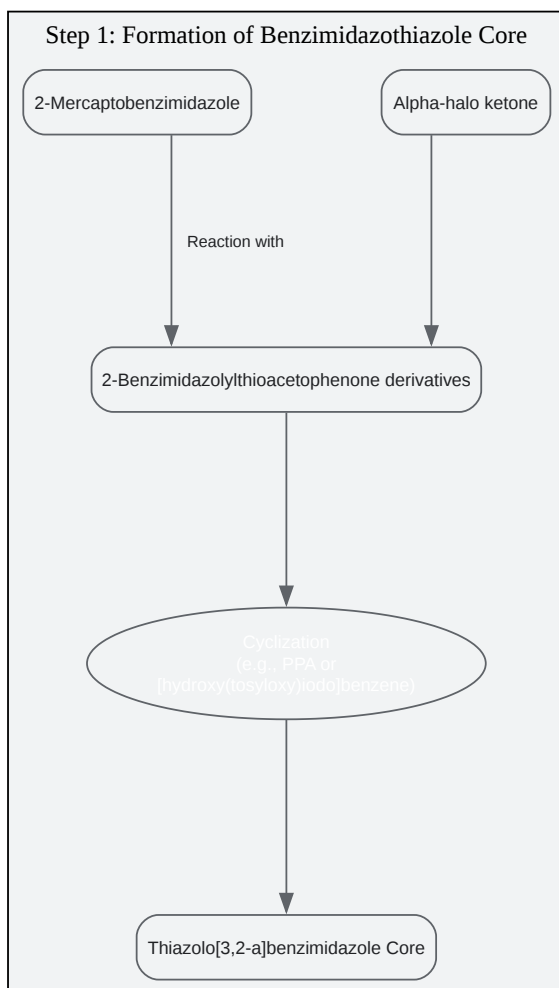 Step 1: Formation of Benzimidazothiazole Core
2-Mercaptobenzimidazole
Alpha-halo ketone
Reaction with
2-Benzimidazolylthioacetophenone derivatives
Cyclization
(e.g., PPA or
[hydroxy(tosyloxy)iodo]benzene)
Thiazolo[3,2-a]benzimidazole Core